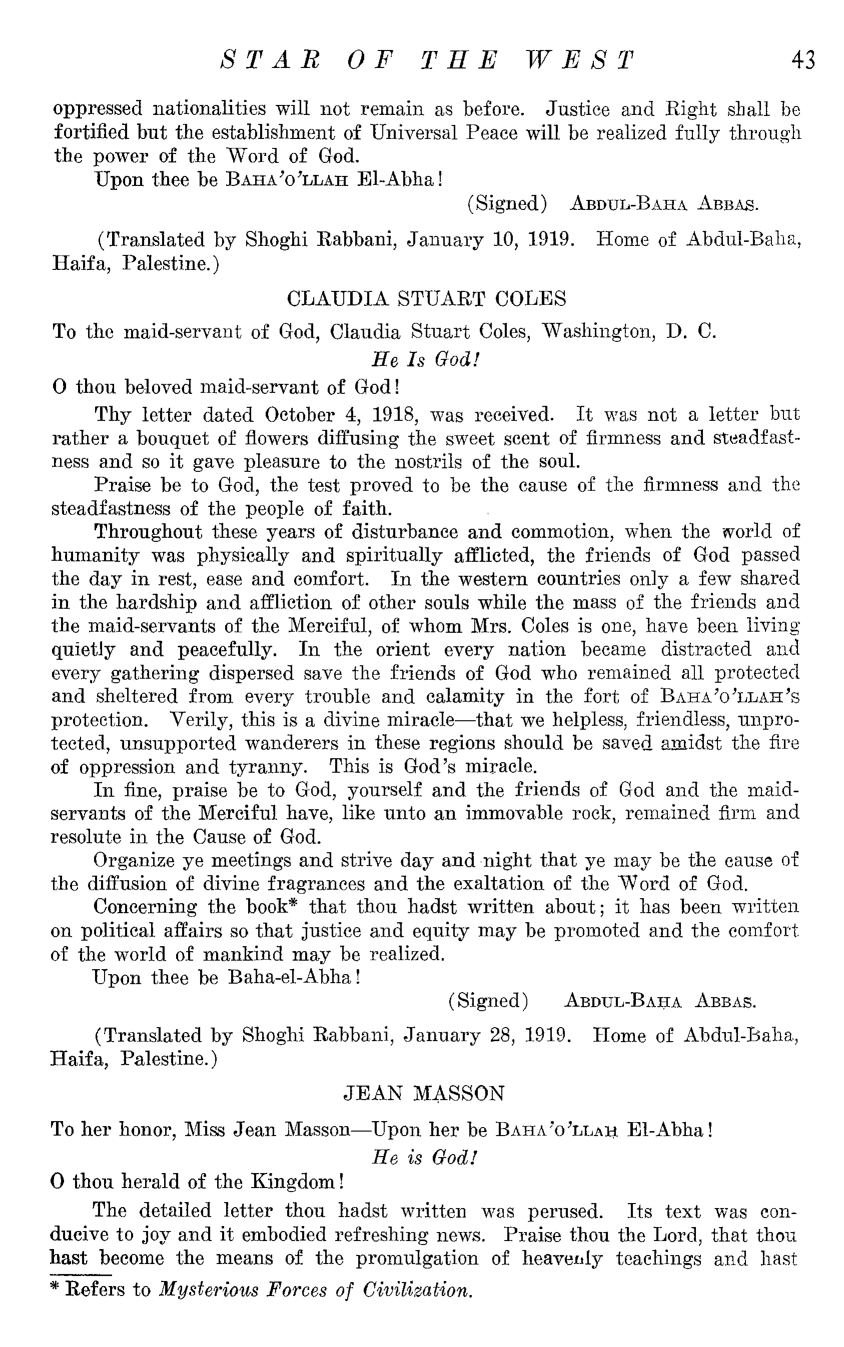 STAR OF THE WEST 43
oppressed nationalities will not remain as before. Justice and Right shall be
fortified but the establishment of Universal Peace will be realized fully through
the power of the Word of God.
Upon thee be BAHA'O'LLAH El-Abha!
(Signed) ABDUL-BAHA ABBAS.
(Translated by Shoghi Rabbani, January 10, 1919. Home of Abdul-Baha,
Haifa, Palestine.)
CLAUDIA STUART COLES
To the maid-servant of God, Claudia Stuart Coles, Washington, D. C.
He Is God!
O thou beloved maid-servant of God!
Thy letter dated October 4, 1918, was received. It was not a letter but
rather a bouquet of flowers diffusing the sweet scent of firmness and steadfast-
ness and so it gave pleasure to the nostrils of the soul.
Praise be to God, the test proved to be the cause of the firmness and the
steadfastness of the people of faith.
Throughout these years of disturbance and commotion, when the world of
humanity was physically and spiritually afflicted, the friends of God passed
the day in rest, ease and comfort. In the western countries only a few shared
in the hardship and affliction of other souls while the mass of the friends and
the maid-servants of the Merciful, of whom Mrs. Coles is one, have been living
quietly and peacefully. In the orient every nation became distracted and
every gathering dispersed save the friends of God who remained all protected
and sheltered from every trouble and calamity in the fort of BAHA'O'LLAH'S
protection. Verily, this is a divine miracle—that we helpless, friendless, unpro-
tected, unsupported wanderers in these regions should be saved amidst the fire
of oppression and tyranny. This is God's miracle.
In fine, praise be to God, yourself and the friends of God and the maid-
servants of the Merciful have, like unto an immovable rock, remained firm and
resolute in the Cause of God.
Organize ye meetings and strive day and night that ye may be the cause of
the diffusion of divine fragrances and the exaltation of the Word of God.
Concerning the book* that thou hadst written about; it has been written
on political affairs so that justice and equity may be promoted and the comfort
of the world of mankind may be realized.
Upon thee be Baha-el-Abha!
(Signed) ABDUL-BAHA ABBAS.
(Translated by Shoghi Rabbani, January 28, 1919. Home of Abdul-Baha,
Haifa, Palestine.)
JEAN MASSON
To her honor, Miss Jean Masson—Upon her be BAHA'O'LLAH El-Abha!
He is God!
O thou herald of the Kingdom!
The detailed letter thou hadst written was perused. Its text was con-
ducive to joy and it embodied refreshing news. Praise thou the Lord, that thou
hast become the means of the promulgation of heavenly teachings and hast
* Refers to Mysterious Forces of Civilization.